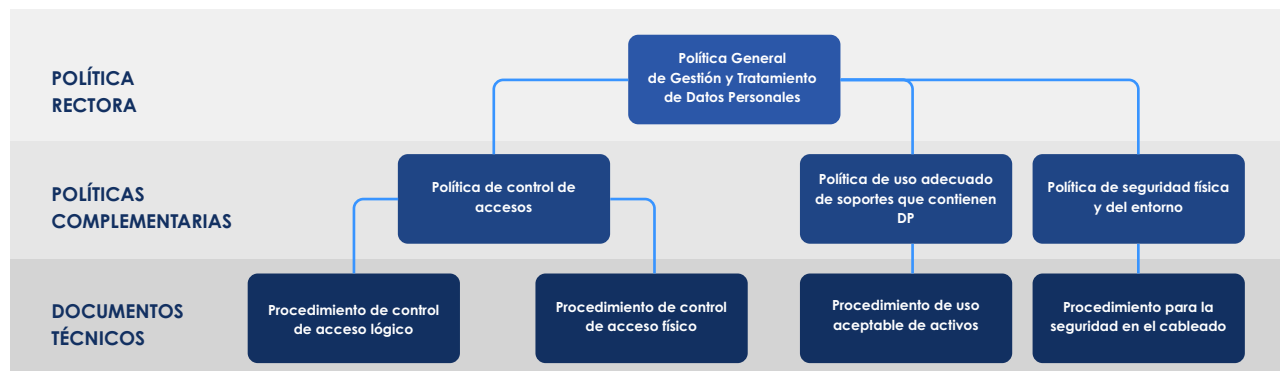 POLÍTICA
RECTORA
Política General
de Gestión y Tratamiento
de Datos Personales
POLÍTICAS
COMPLEMENTARIAS
Política de control de
accesos
Política de uso adecuado
de soportes que contienen
DP
Política de seguridad física
y del entorno
DOCUMENTOS
TÉCNICOS
Procedimiento de control
de acceso lógico
Procedimiento de control
de acceso físico
Procedimiento de uso
aceptable de activos
Procedimiento para la
seguridad en el cableado